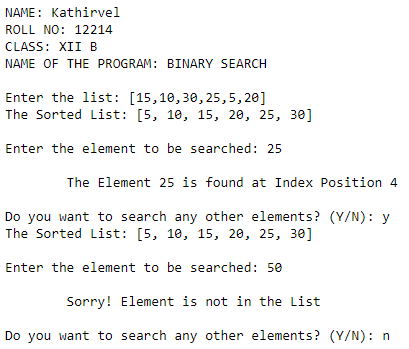 NAME: Kathirvel
ROLL NO: 12214
CLASS: XII B
NAME OF THE PROGRAM: BINARY SEARCH
Enter the list: [15,10,30,25,5,20]
The Sorted List: [5, 10, 15, 20, 25, 30]
Enter the element to be searched: 25
The Element 25 is found at Index Position 4
Do you want to search any other elements? (Y/N): y
The Sorted List: [5, 10, 15, 20, 25, 30]
Enter the element to be searched: 50
Sorry! Element is not in the List
Do you want to search any other elements? (Y/N): n